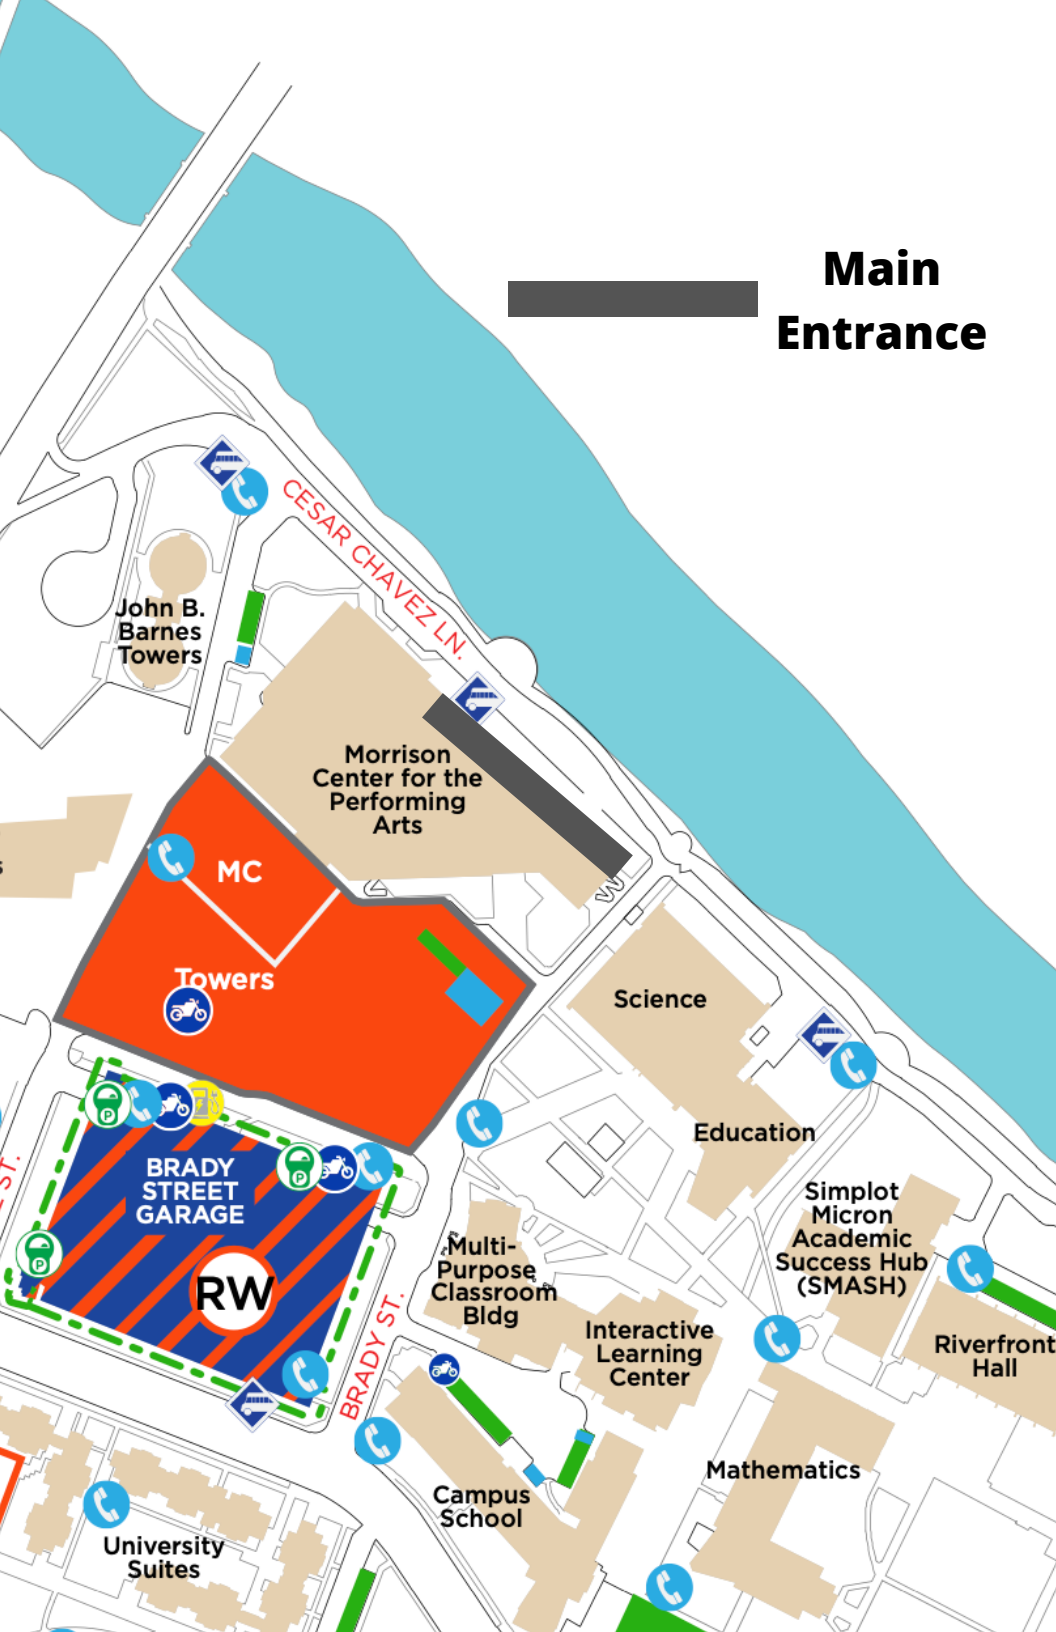 Main
Entrance
CESAR CHAVEZ LN.
John B.
Barnes
Towers
Morrison
Center for the
Performing
Arts
MC
Towers
Science
Education
BRADY
STREET
GARAGE
RW
P
P
P
ST.
BRADY ST.
Multi-
Purpose
Classroom
Bldg
Simplot
Micron
Academic
Success Hub
(SMASH)
Interactive
Learning
Center
Riverfront
Hall
Mathematics
Campus
School
University
Suites